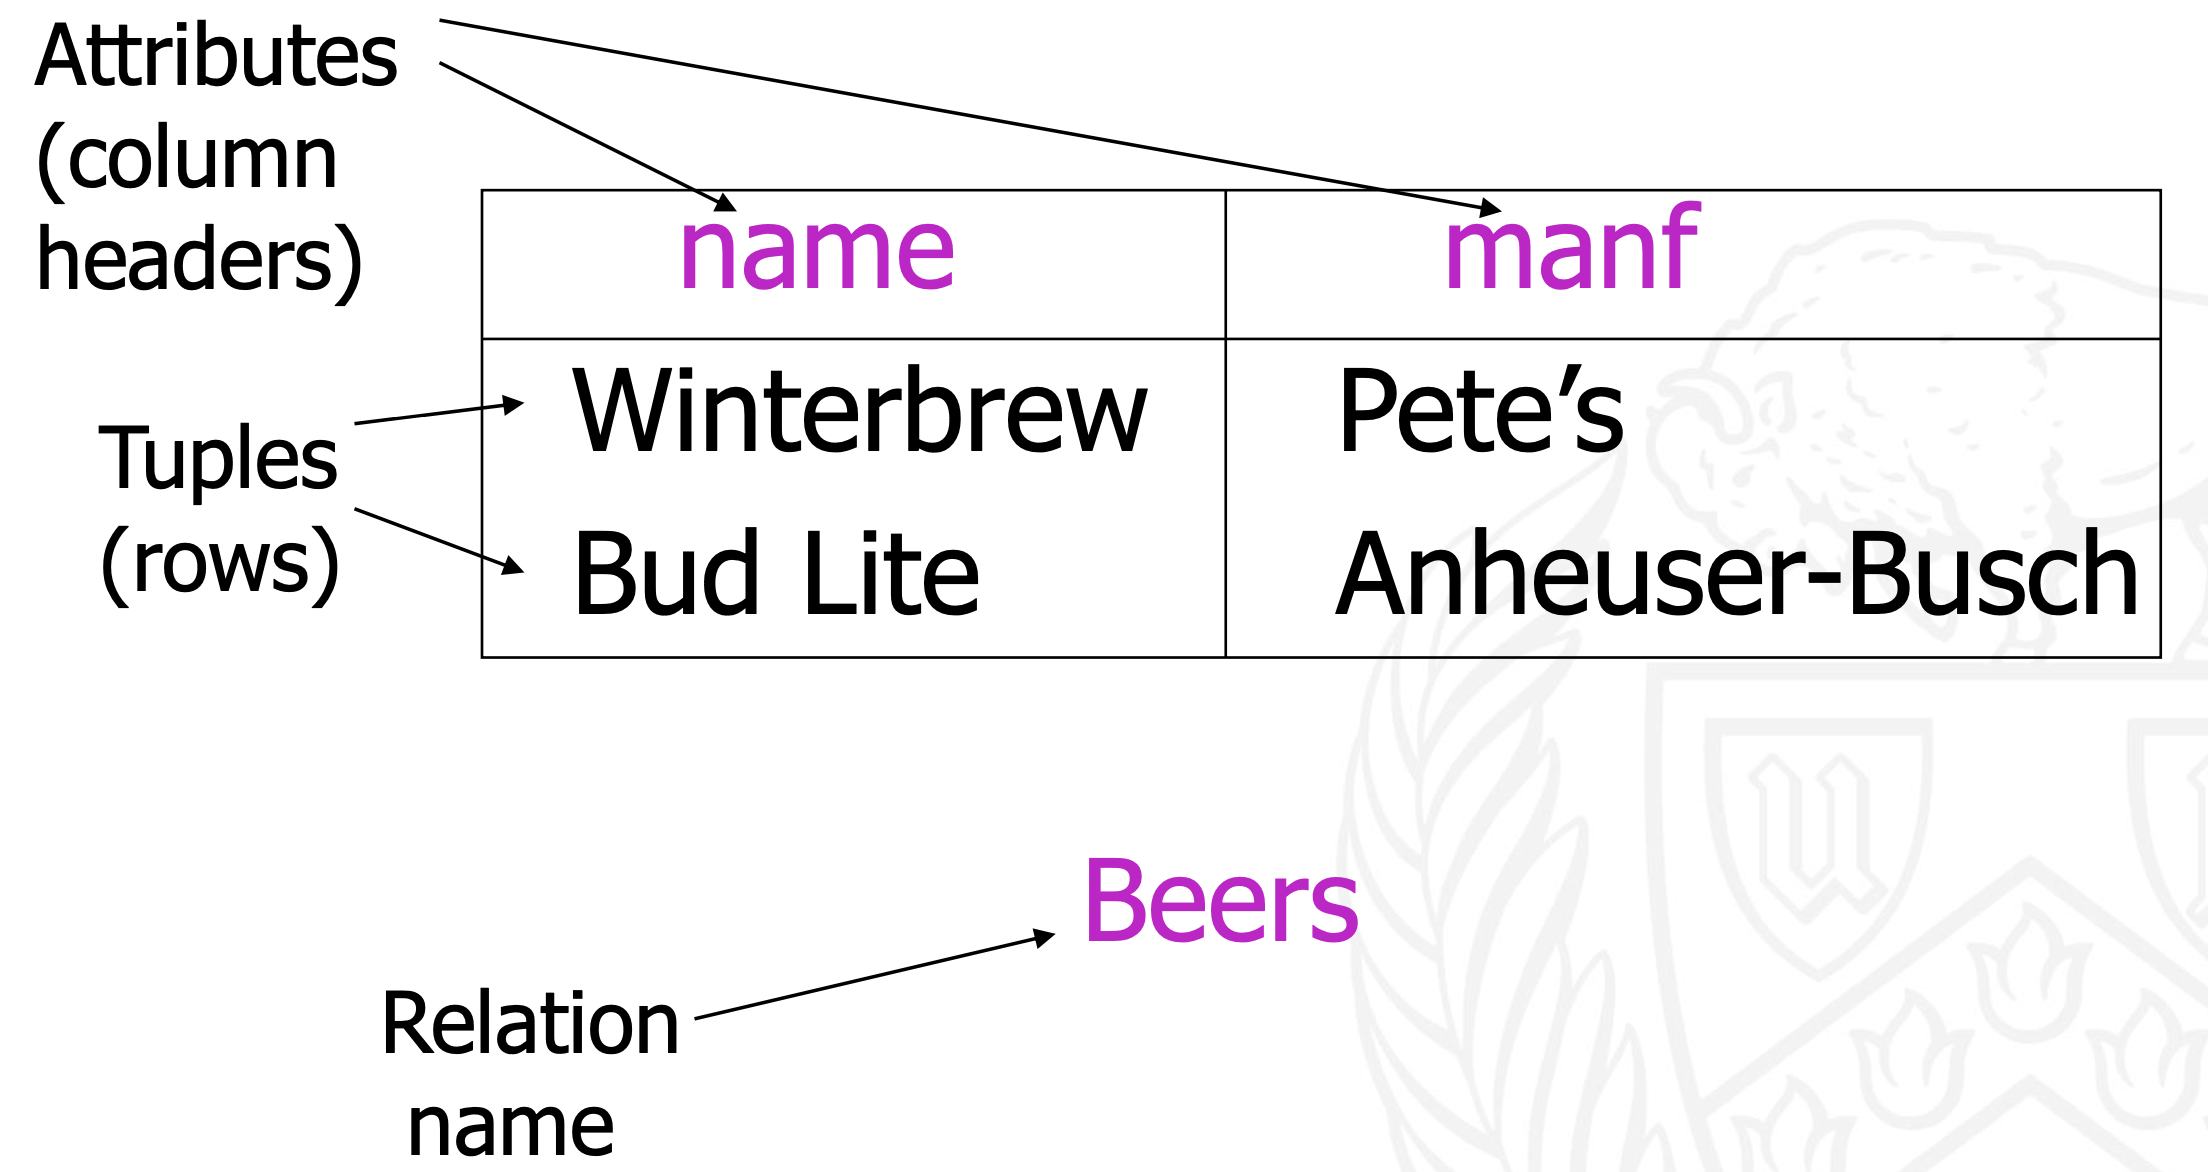 Attributes
(column
headers)
name manf
Winterbrew Pete’s
Tuples
(rows)
Bud Lite Anheuser-Busch
Beers
Relation
name